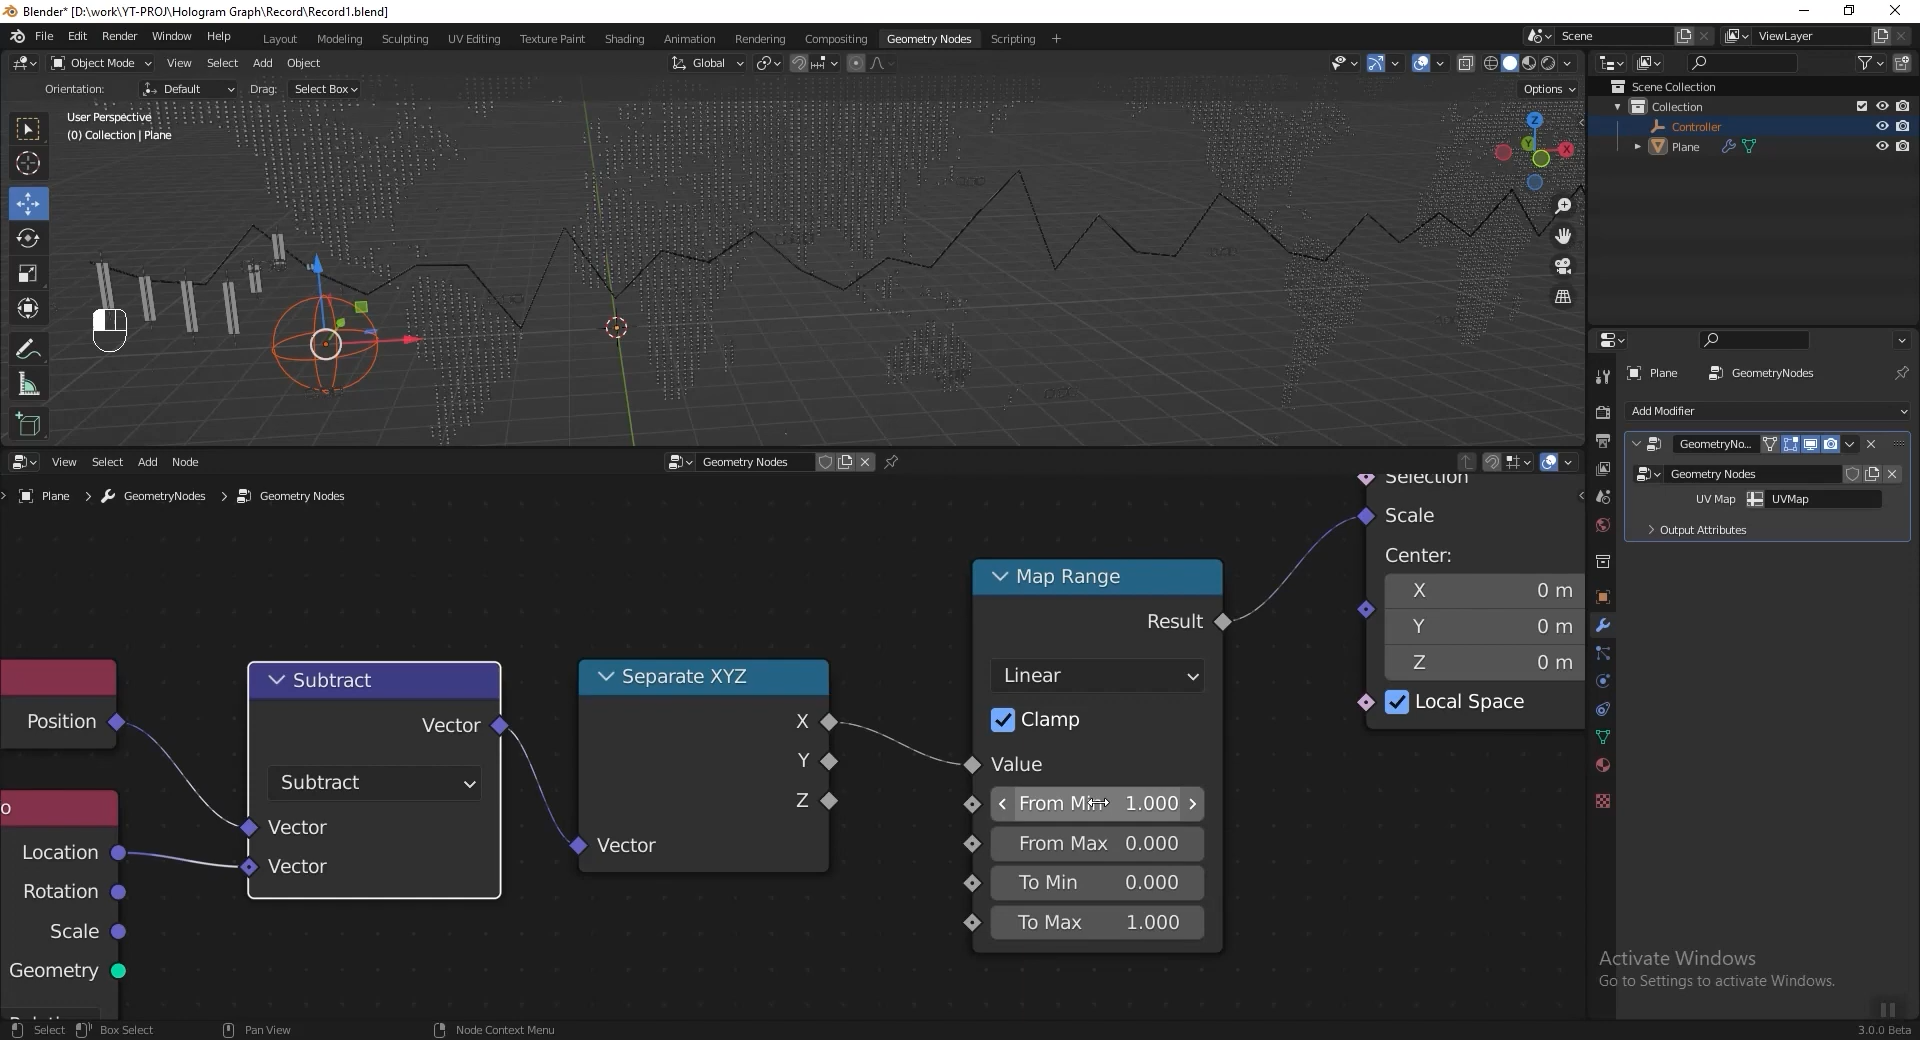 Blender* [D:\work\YT-PROJ\Hologram Graph\Record\Record1.blend]
File Edit Render Window Help Layout Modeling Sculpting UV Editing Texture Paint Shading Animation Rendering Compositing Geometry Nodes Scripting + Scene ViewLayer
Object Mode View Select Add Object Global
Orientation: Default Drag: Select Box Options
User Perspective
(0) Collection | Plane
Z
Y
X
Scene Collection
Collection
Controller
Plane
Plane GeometryNodes
Add Modifier
GeometryNo...
Geometry Nodes
UV Map UVMap
Output Attributes
View Select Add Node Geometry Nodes
Plane GeometryNodes Geometry Nodes
Position
o
Location
Rotation
Scale
Geometry
Subtract
Vector
Subtract
Vector
Vector
Separate XYZ
X
Y
Z
Vector
Map Range
Result
Linear
Clamp
Value
From Min 1.000
From Max 0.000
To Min 0.000
To Max 1.000
Selection
Scale
Center:
X 0 m
Y 0 m
Z 0 m
Local Space
Activate Windows
Go to Settings to activate Windows.
Select Box Select Pan View Node Context Menu 3.0.0 Beta